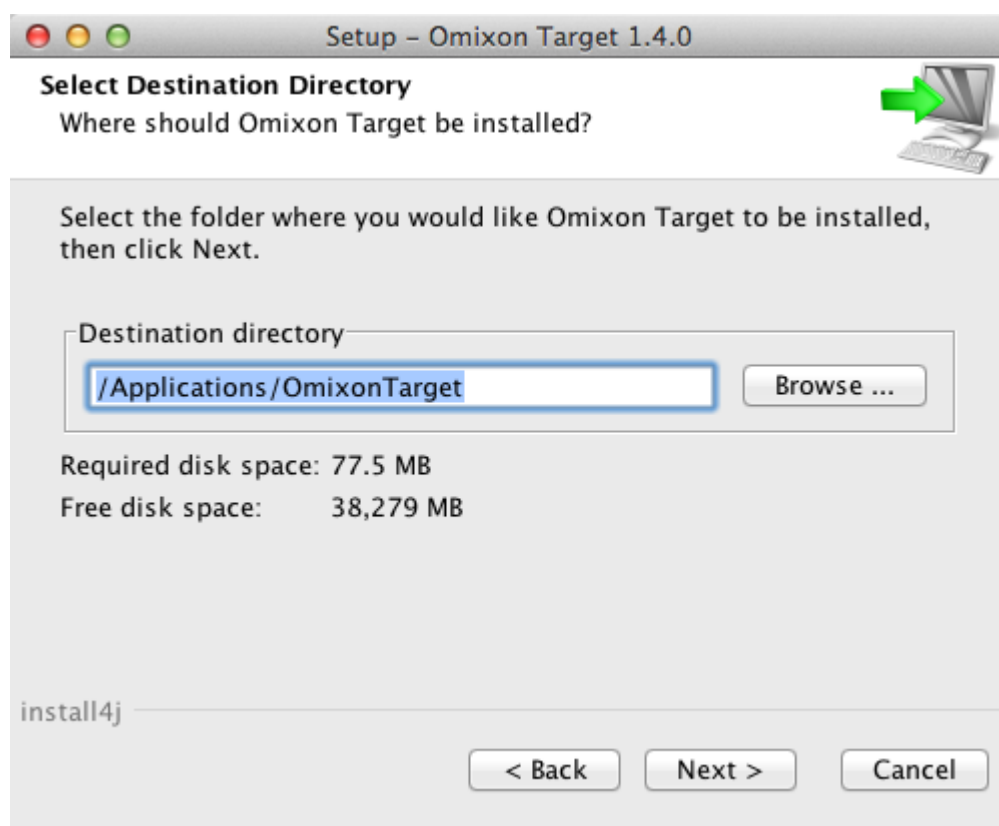 Setup – Omixon Target 1.4.0
Select Destination Directory
Where should Omixon Target be installed?
Select the folder where you would like Omixon Target to be installed,
then click Next.
Destination directory
/Applications/OmixonTarget
Browse ...
Required disk space: 77.5 MB
Free disk space: 38,279 MB
install4j
< Back
Next >
Cancel